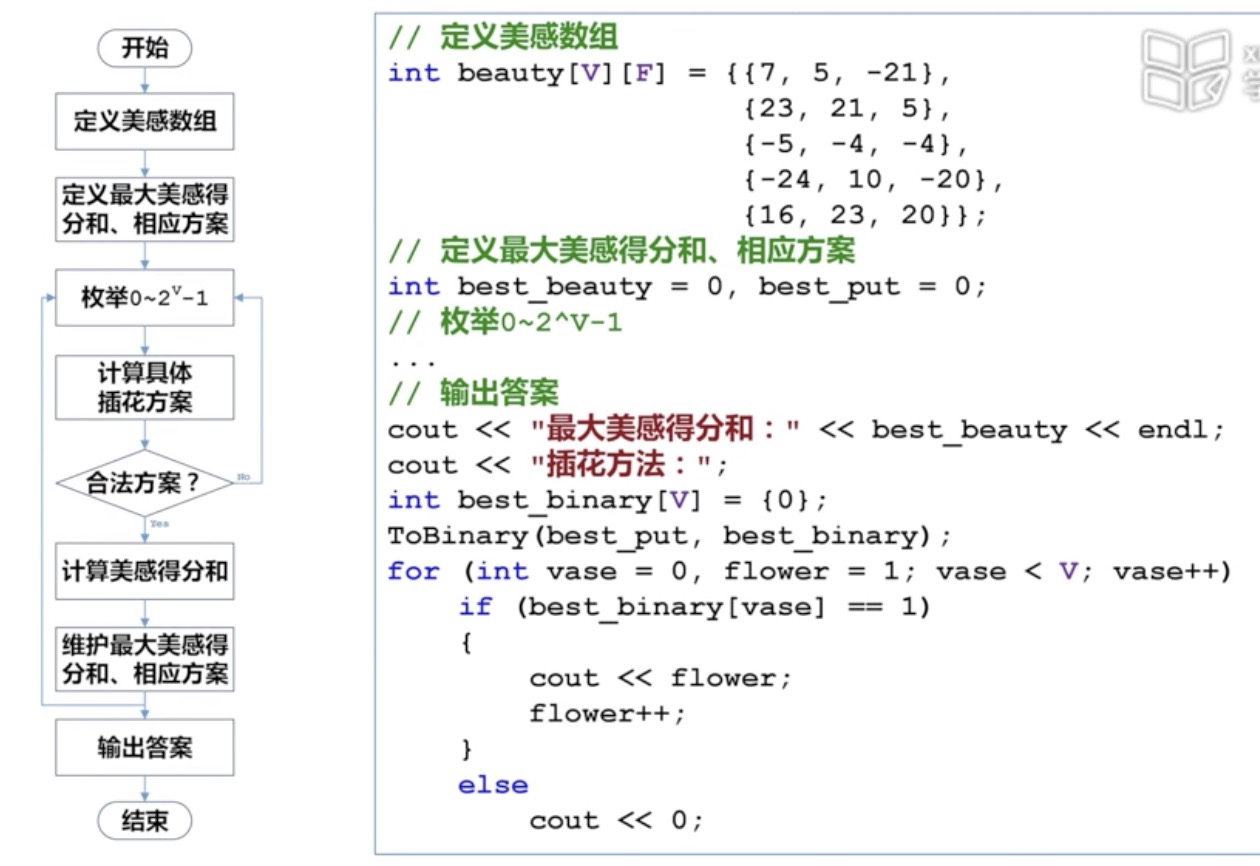 开始
定义美感数组
定义最大美感得
分和、相应方案
枚举0~2^V-1
计算具体
插花方案
合法方案？
No
Yes
计算美感得分和
维护最大美感得
分和、相应方案
输出答案
结束
// 定义美感数组
int beauty[V][F] = {{7, 5, -21},
{23, 21, 5},
{-5, -4, -4},
{-24, 10, -20},
{16, 23, 20}};
// 定义最大美感得分和、相应方案
int best_beauty = 0, best_put = 0;
// 枚举0~2^V-1
...
// 输出答案
cout << "最大美感得分和：" << best_beauty << endl;
cout << "插花方法：";
int best_binary[V] = {0};
ToBinary(best_put, best_binary);
for (int vase = 0, flower = 1; vase < V; vase++)
if (best_binary[vase] == 1)
{
cout << flower;
flower++;
}
else
cout << 0;